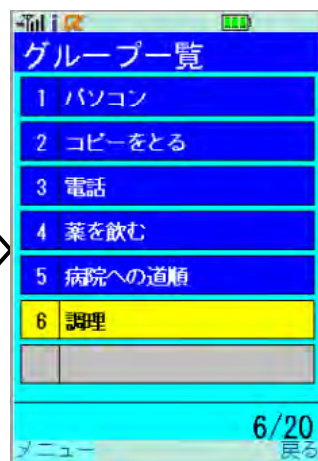 グループ一覧
1 パソコン
2 コピーをとる
3 電話
4 薬を飲む
5 病院への道順
6 調理
6/20
メニュー 戻る